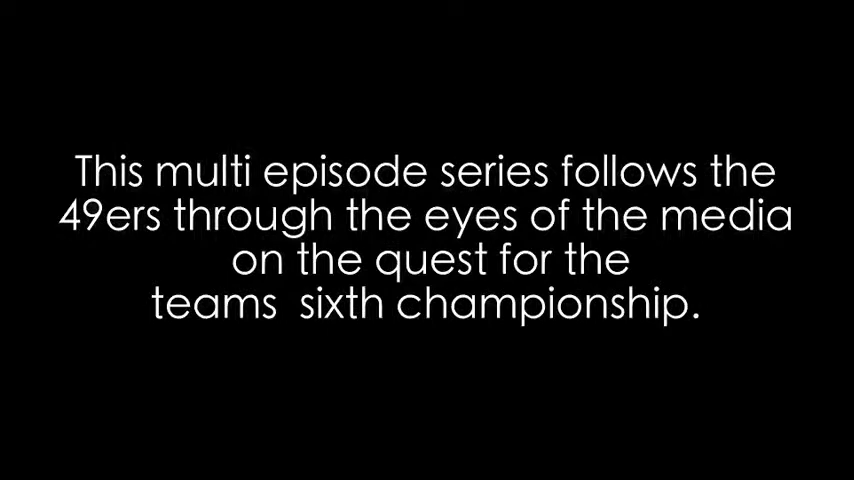 This multi episode series follows the
49ers through the eyes of the media
on the quest for the
teams  sixth championship.